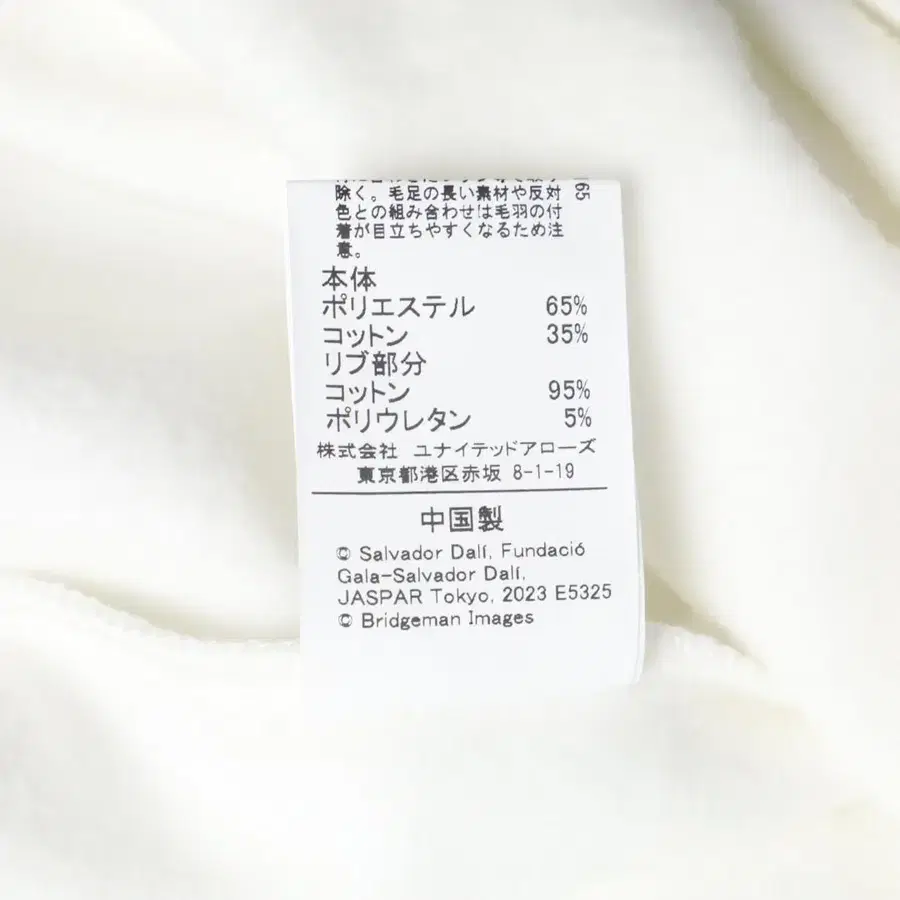 除く。毛足の長い素材や反対
色との組み合わせは毛羽の付
着が目立ちやすくなるため注
意。
65
本体
ポリエステル 65%
コットン 35%
リブ部分
コットン 95%
ポリウレタン 5%
株式会社 ユナイテッドアローズ
東京都港区赤坂 8-1-19
中国製
© Salvador Dalí, Fundació
Gala-Salvador Dalí,
JASPAR Tokyo, 2023 E5325
© Bridgeman Images